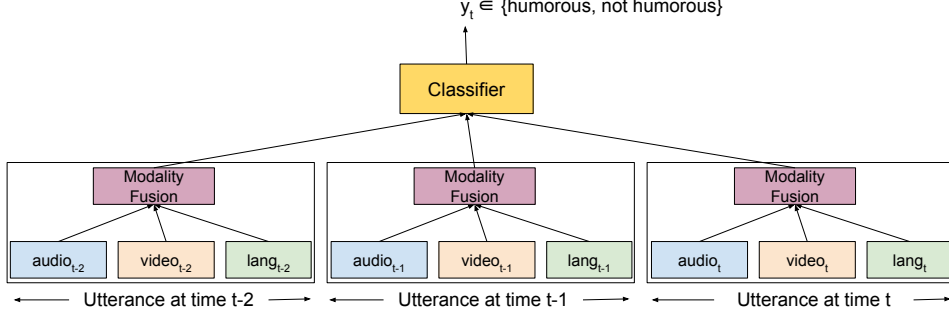 y_t ∈ {humorous, not humorous}
Classifier
Modality
Fusion
Modality
Fusion
Modality
Fusion
audio_t-2
video_t-2
lang_t-2
audio_t-1
video_t-1
lang_t-1
audio_t
video_t
lang_t
Utterance at time t-2
Utterance at time t-1
Utterance at time t